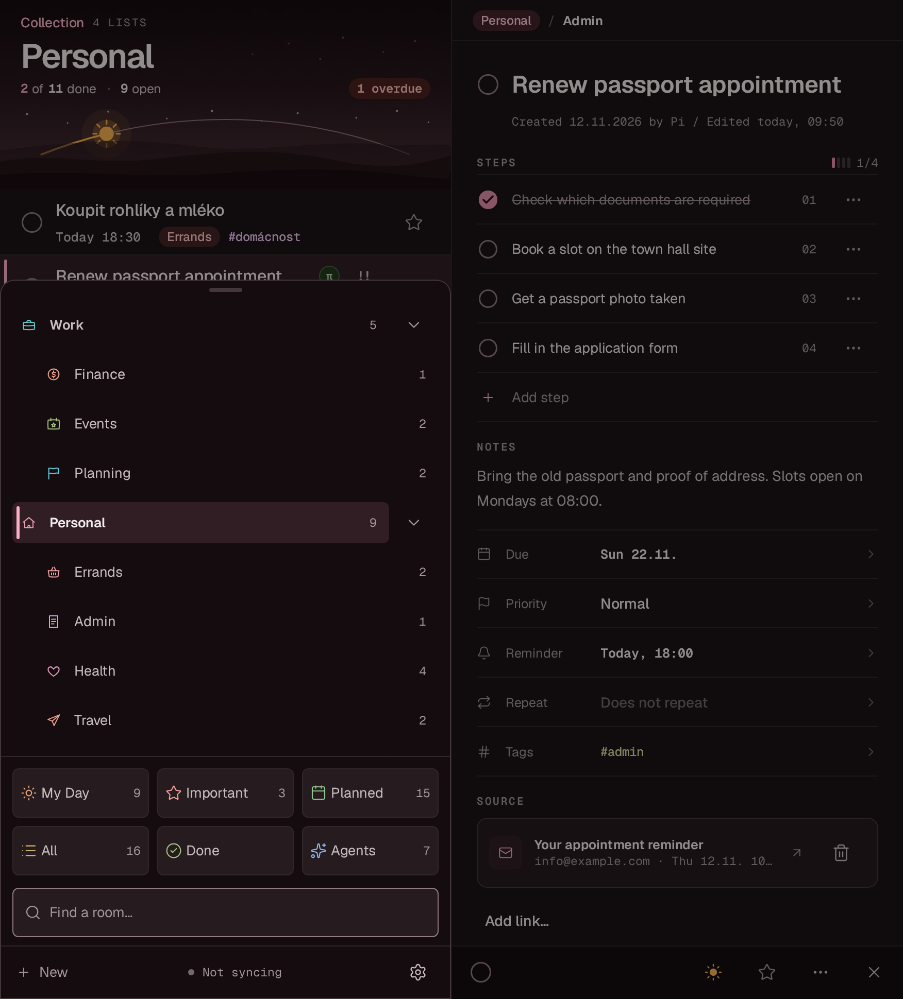 Collection 4 LISTS
Personal
2 of 11 done · 9 open
1 overdue
Koupit rohlíky a mléko
Today 18:30 Errands #domácnost
Renew passport appointment π !!
Work 5
Finance 1
Events 2
Planning 2
Personal 9
Errands 2
Admin 1
Health 4
Travel 2
My Day 9
Important 3
Planned 15
All 16
Done
Agents 7
Find a room…
+ New
Not syncing
Personal / Admin
Renew passport appointment
Created 12.11.2026 by Pi / Edited today, 09:50
STEPS 1/4
Check which documents are required 01
Book a slot on the town hall site 02
Get a passport photo taken 03
Fill in the application form 04
+ Add step
NOTES
Bring the old passport and proof of address. Slots open on
Mondays at 08:00.
Due Sun 22.11.
Priority Normal
Reminder Today, 18:00
Repeat Does not repeat
# Tags #admin
SOURCE
Your appointment reminder
info@example.com · Thu 12.11. 10…
Add link…